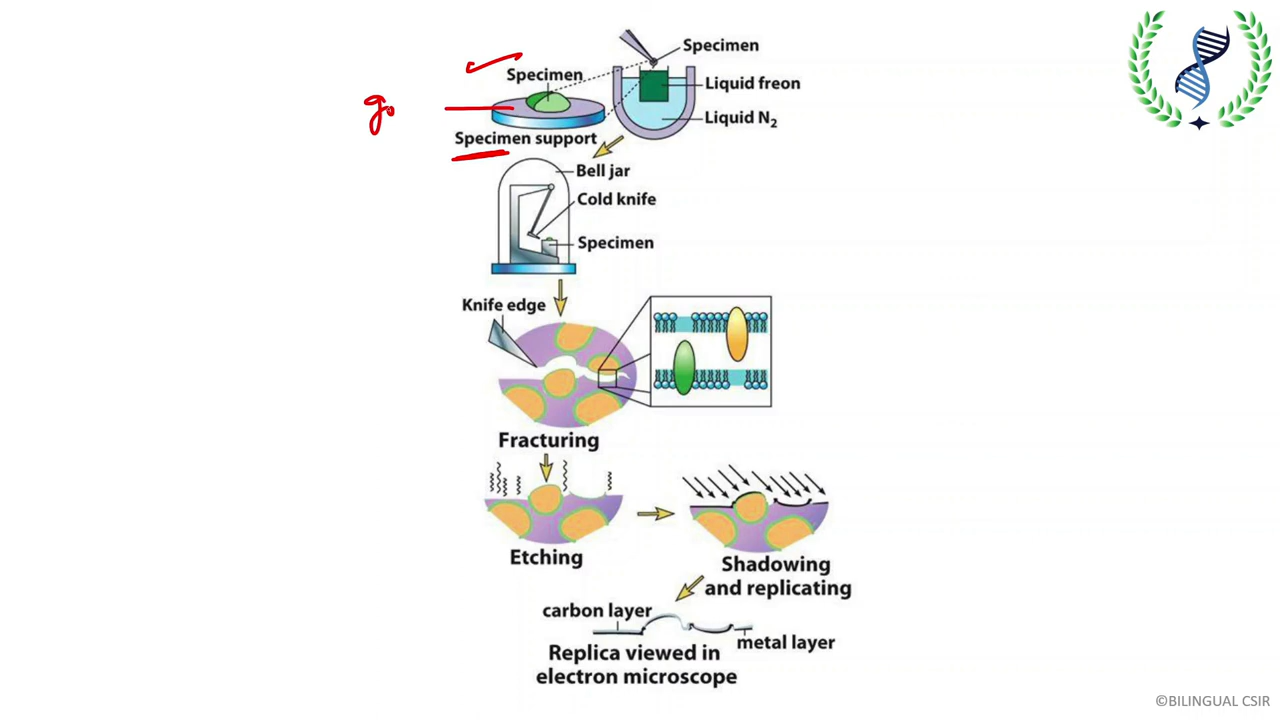 Specimen
Specimen
Liquid freon
go
Liquid N₂
Specimen support
Bell jar
Cold knife
Specimen
Knife edge
Fracturing
Etching
Shadowing
and replicating
carbon layer
metal layer
Replica viewed in
electron microscope
©BILINGUAL CSIR